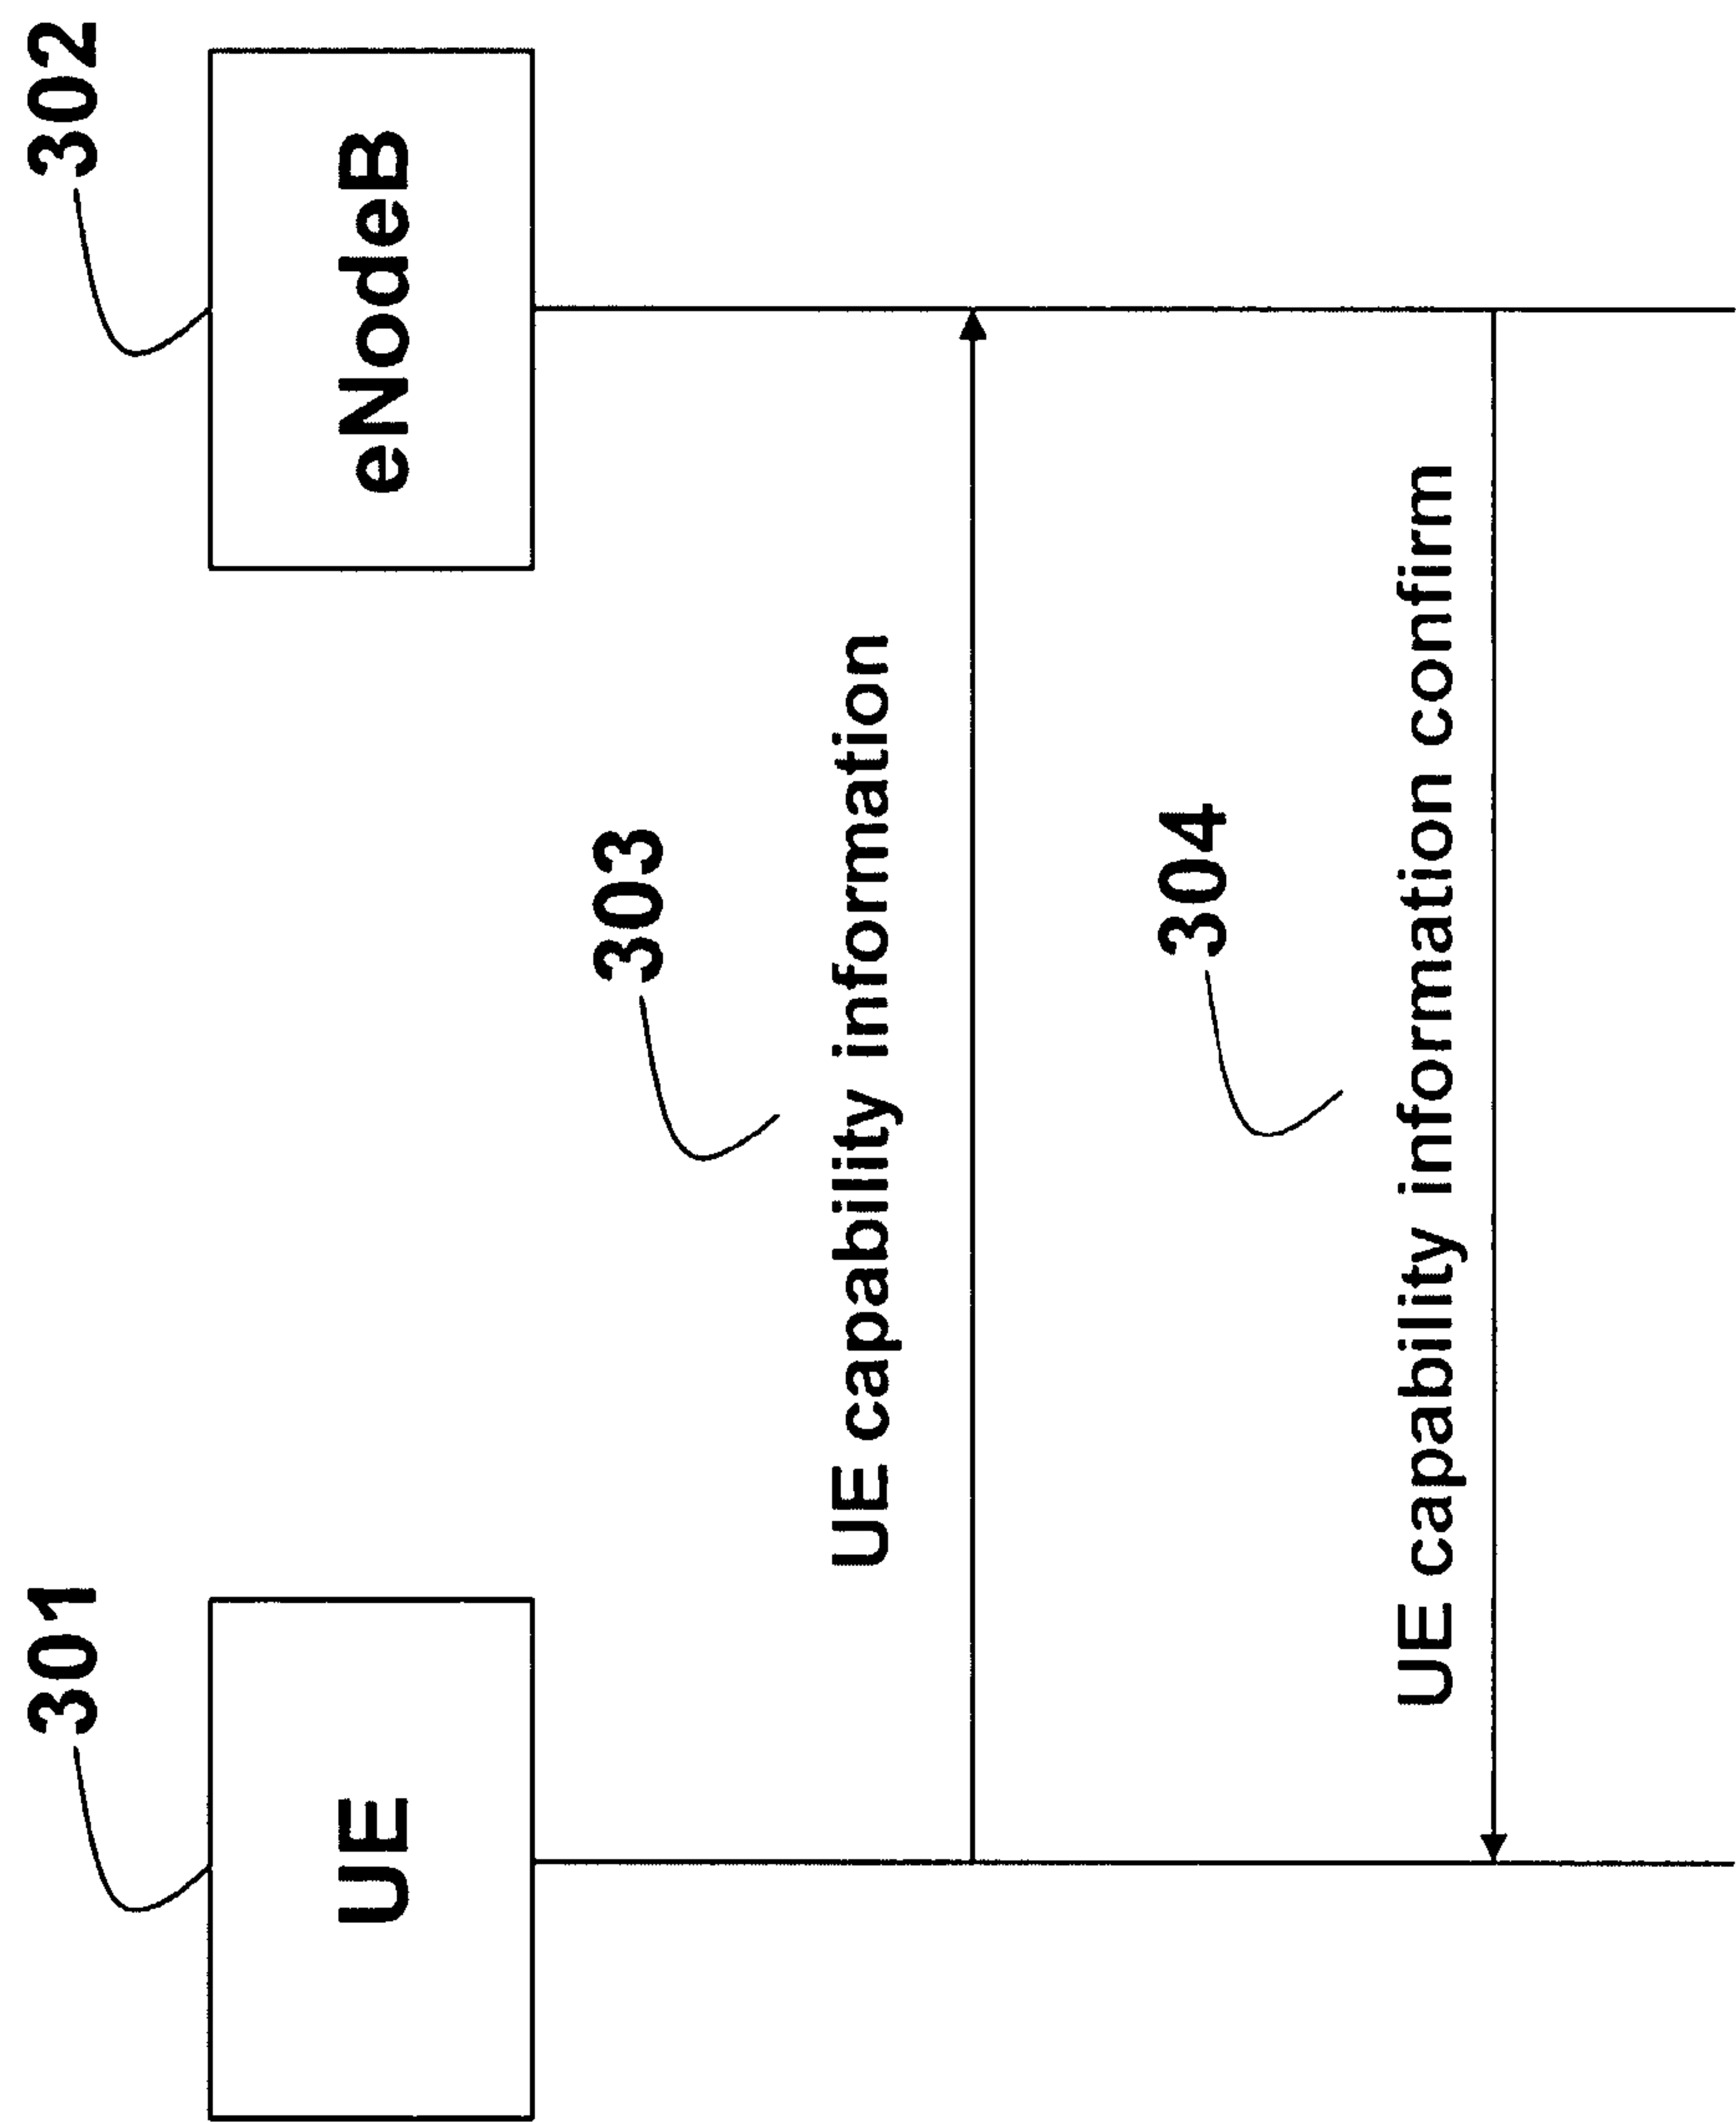 301
302
UE
eNodeB
303
UE capability information
304
UE capability information confirm